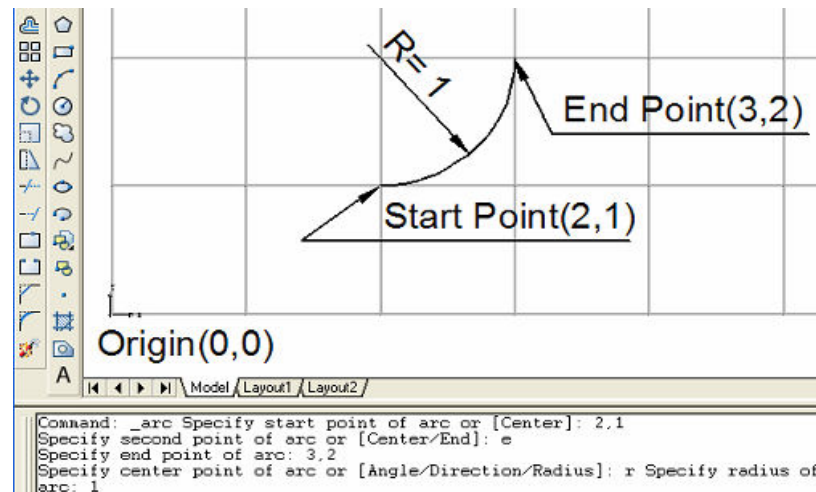 R= 1
End Point(3,2)
Start Point(2,1)
Origin(0,0)
A
Model Layout1 Layout2
Command: _arc Specify start point of arc or [Center]: 2,1
Specify second point of arc or [Center/End]: e
Specify end point of arc: 3,2
Specify center point of arc or [Angle/Direction/Radius]: r Specify radius of
arc: 1